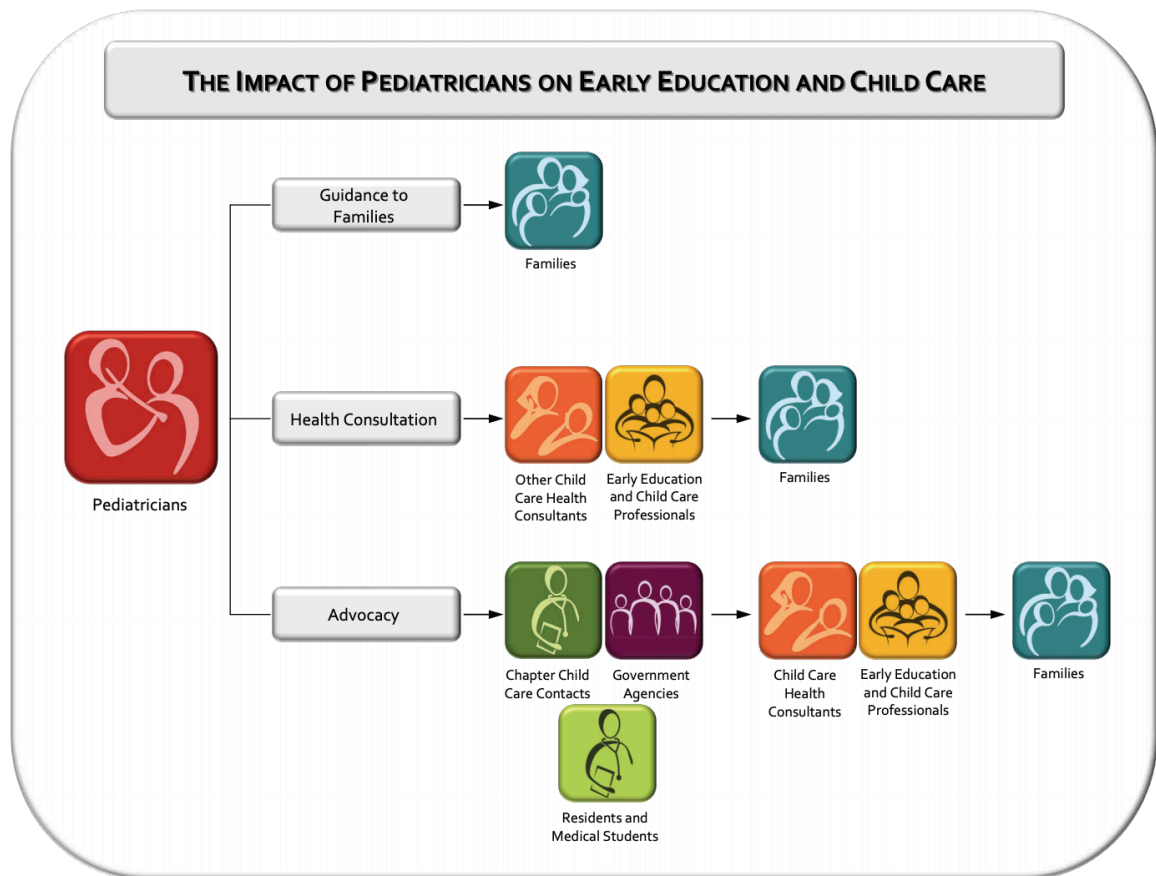 THE IMPACT OF PEDIATRICIANS ON EARLY EDUCATION AND CHILD CARE
Guidance to
Families
Families
Pediatricians
Health Consultation
Other Child
Care Health
Consultants
Early Education
and Child Care
Professionals
Families
Advocacy
Chapter Child
Care Contacts
Government
Agencies
Child Care
Health
Consultants
Early Education
and Child Care
Professionals
Families
Residents and
Medical Students